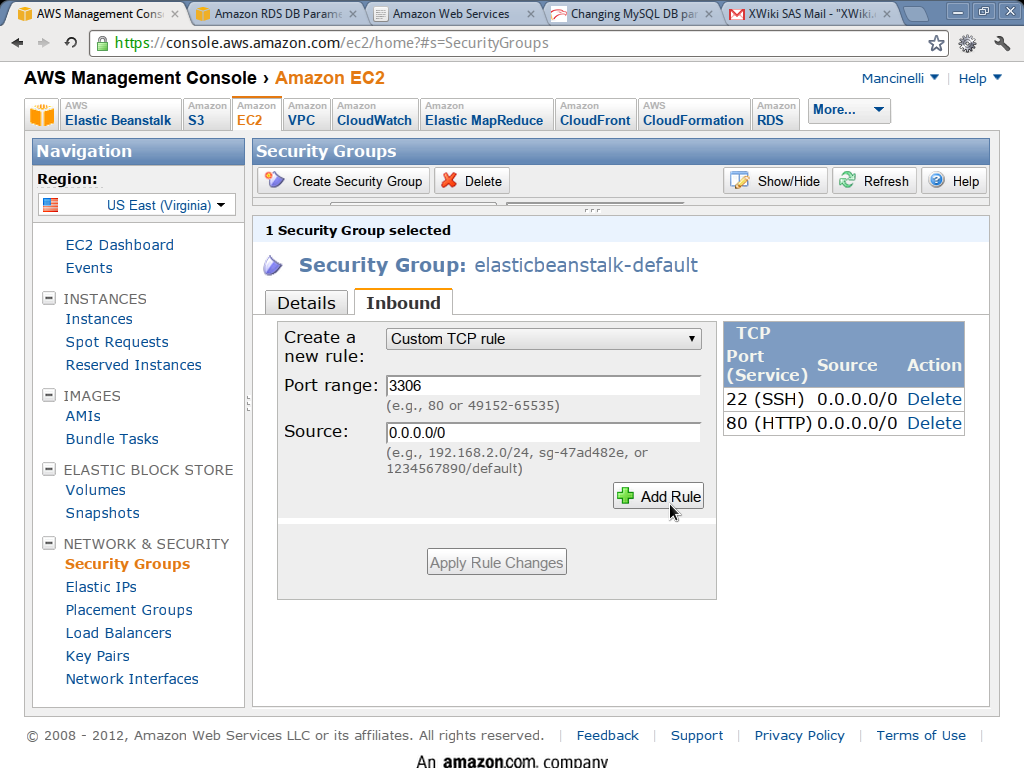 AWS Management Cons
Amazon RDS DB Parame
Amazon Web Services
Changing MySQL DB par
XWiki SAS Mail - "XWiki.
https://console.aws.amazon.com/ec2/home?#s=SecurityGroups
AWS Management Console › Amazon EC2
Mancinelli
Help
AWS
Elastic Beanstalk
Amazon
S3
Amazon
EC2
Amazon
VPC
Amazon
CloudWatch
Amazon
Elastic MapReduce
Amazon
CloudFront
AWS
CloudFormation
Amazon
RDS
More...
Navigation
Region:
US East (Virginia)
EC2 Dashboard
Events
INSTANCES
Instances
Spot Requests
Reserved Instances
IMAGES
AMIs
Bundle Tasks
ELASTIC BLOCK STORE
Volumes
Snapshots
NETWORK & SECURITY
Security Groups
Elastic IPs
Placement Groups
Load Balancers
Key Pairs
Network Interfaces
Security Groups
Create Security Group
Delete
Show/Hide
Refresh
Help
1 Security Group selected
Security Group: elasticbeanstalk-default
Details
Inbound
Create a
new rule:
Custom TCP rule
Port range:
3306
(e.g., 80 or 49152-65535)
Source:
0.0.0.0/0
(e.g., 192.168.2.0/24, sg-47ad482e, or
1234567890/default)
Add Rule
Apply Rule Changes
TCP
Port
(Service)
Source
Action
22 (SSH) 0.0.0.0/0 Delete
80 (HTTP) 0.0.0.0/0 Delete
© 2008 - 2012, Amazon Web Services LLC or its affiliates. All rights reserved. | Feedback | Support | Privacy Policy | Terms of Use |
An amazon.com company